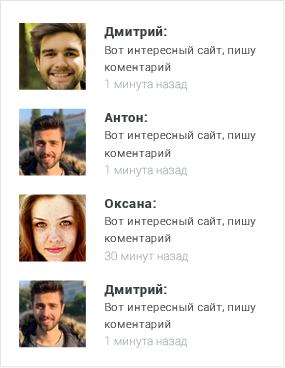 Дмитрий:
Вот интересный сайт, пишу
коментарий
1 минута назад
Антон:
Вот интересный сайт, пишу
коментарий
1 минута назад
Оксана:
Вот интересный сайт, пишу
коментарий
30 минут назад
Дмитрий:
Вот интересный сайт, пишу
коментарий
1 минута назад